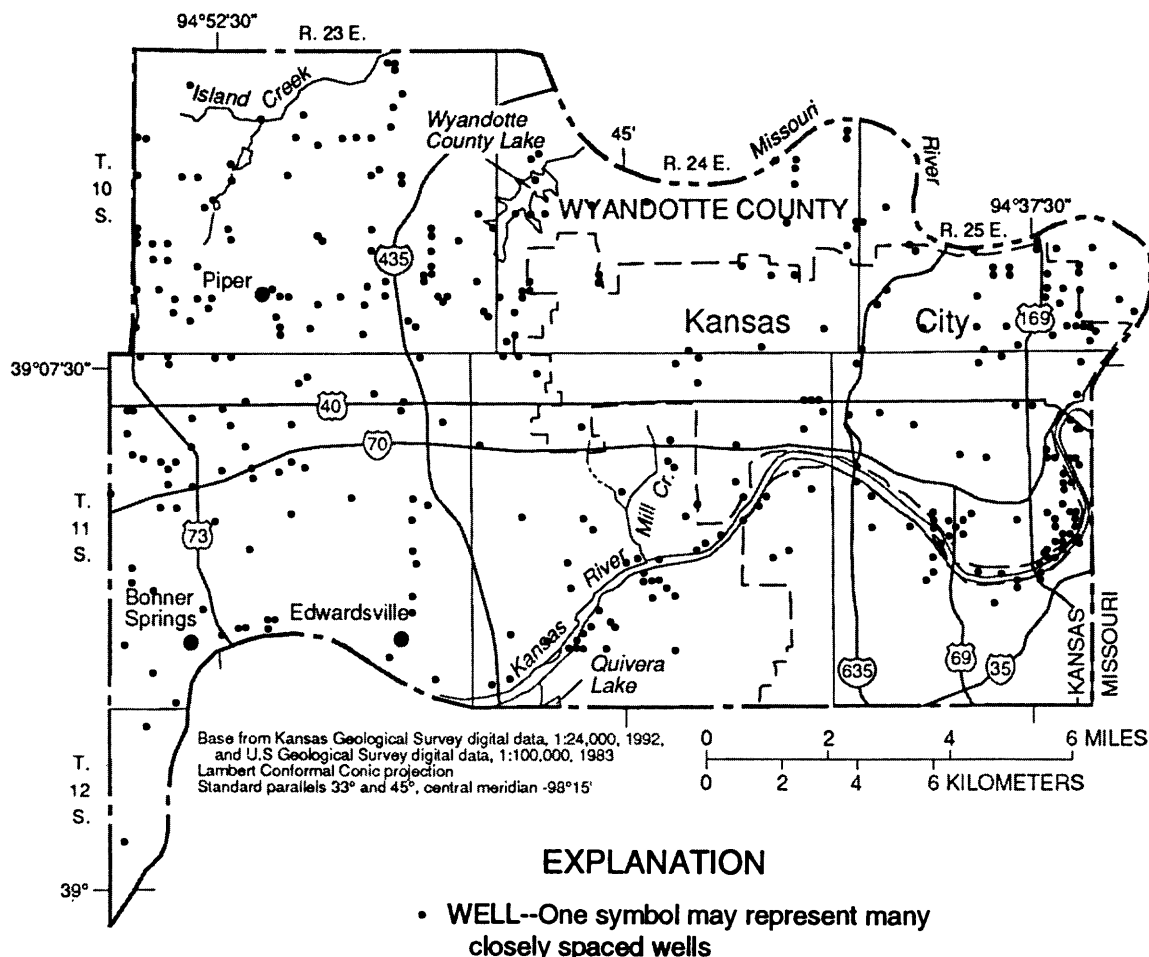 94°52'30"
R. 23 E.
Island Creek
Wyandotte
County Lake
45'
Missouri
River
R. 24 E.
T.
10
S.
WYANDOTTE COUNTY
94°37'30"
R. 25 E.
435
Piper
Kansas City
169
39°07'30"
40
70
T.
11
S.
73
Mill Cr.
Kansas River
Bonner
Springs
Edwardsville
Quivera
Lake
635
69
35
KANSAS
MISSOURI
T.
12
S.
Base from Kansas Geological Survey digital data, 1:24,000, 1992,
and U.S Geological Survey digital data, 1:100,000, 1983
Lambert Conformal Conic projection
Standard parallels 33° and 45°, central meridian -98°15'
0 2 4 6 MILES
0 2 4 6 KILOMETERS
39°
EXPLANATION
• WELL--One symbol may represent many
closely spaced wells